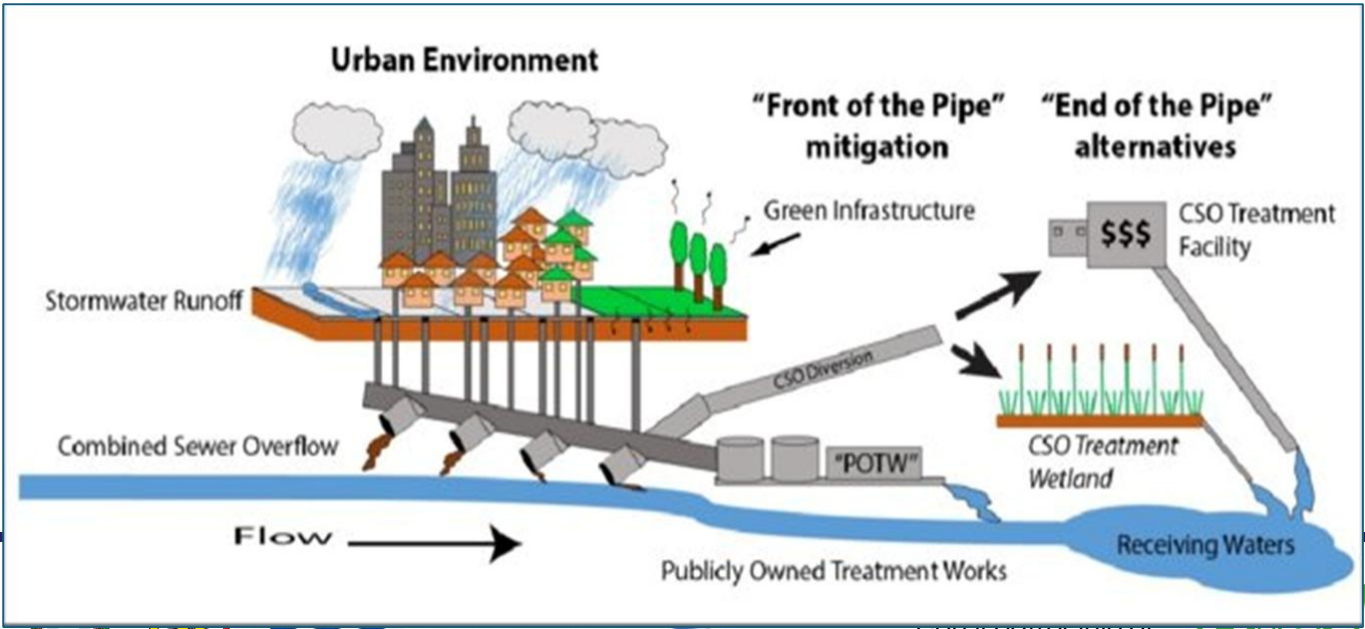 Urban Environment
"Front of the Pipe"
mitigation
"End of the Pipe"
alternatives
Green Infrastructure
CSO Treatment
Facility
$$$
Stormwater Runoff
CSO Diversion
Combined Sewer Overflow
"POTW"
CSO Treatment
Wetland
Flow
Receiving Waters
Publicly Owned Treatment Works